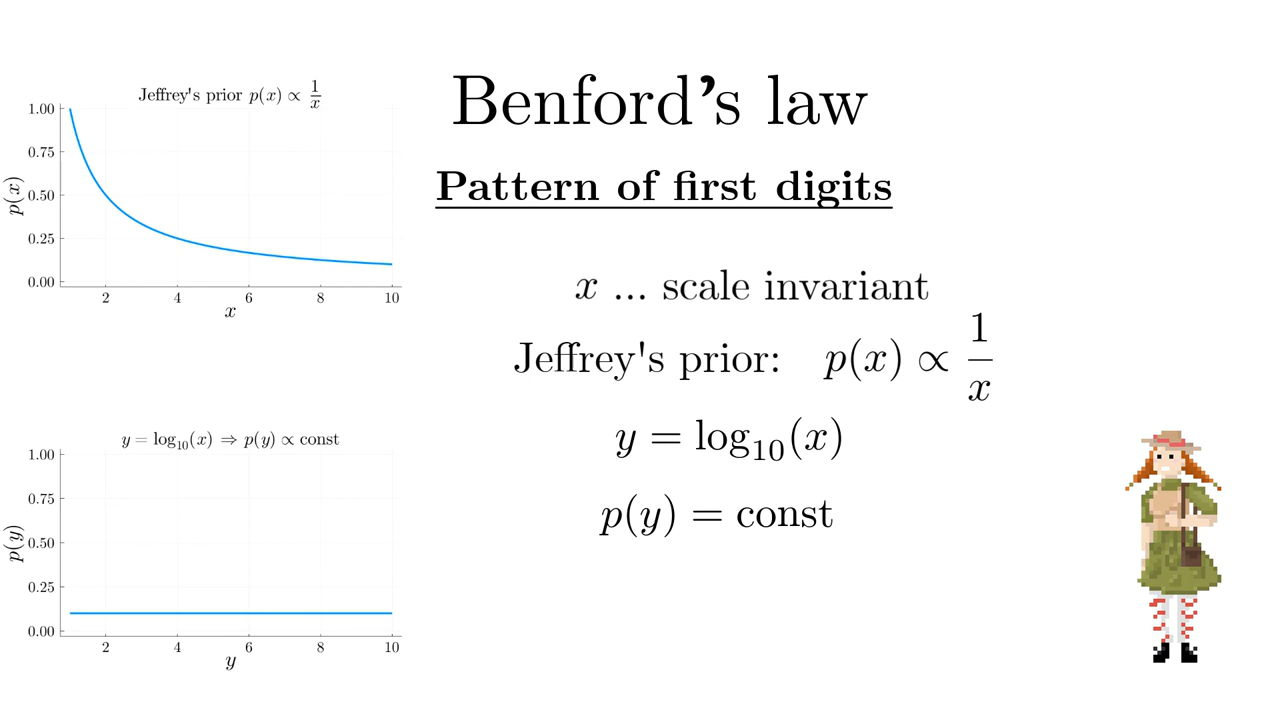 Benford's law
Pattern of first digits
x ... scale invariant
Jeffrey's prior: p(x) ∝ 1/x
y = log₁₀(x)
p(y) = const
Jeffrey's prior p(x) ∝ 1/x
p(x)
1.00
0.75
0.50
0.25
0.00
2 4 6 8 10
x
y = log₁₀(x) ⇒ p(y) ∝ const
p(y)
1.00
0.75
0.50
0.25
0.00
2 4 6 8 10
y